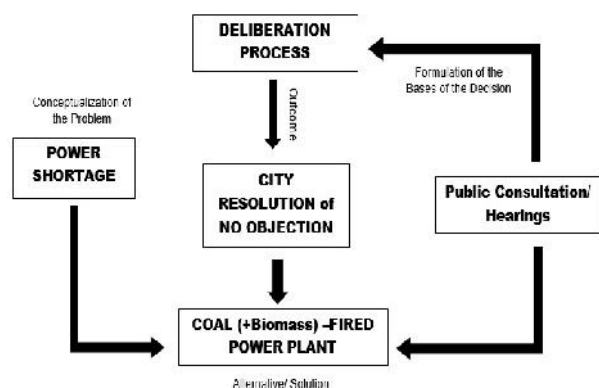 DELIBERATION
PROCESS
Formulation of the
Bases of the Decision
Conceptualization of
the Problem
Outcome
POWER
SHORTAGE
CITY
RESOLUTION of
NO OBJECTION
Public Consultation/
Hearings
COAL (+Biomass) –FIRED
POWER PLANT
Alternative/ Solution